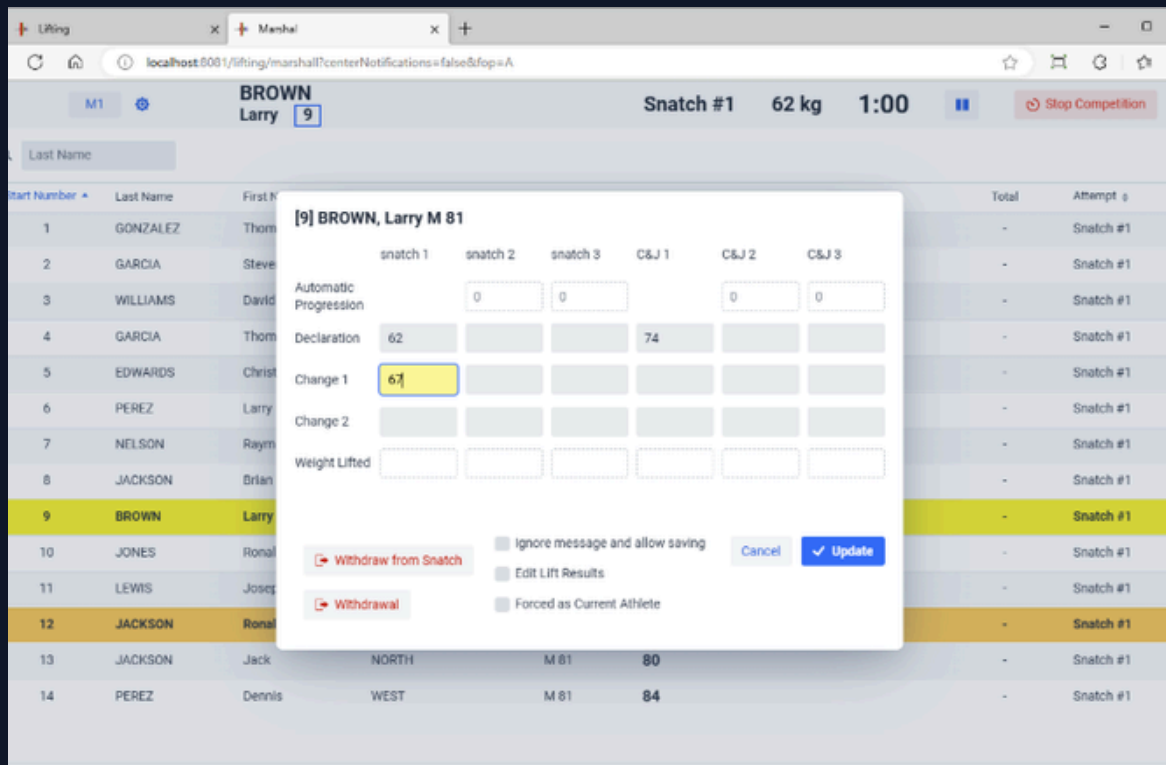 Lifting
Marshal
localhost:8081/lifting/marshall?centerNotifications=false&fop=A
M1
BROWN
Larry 9
Snatch #1 62 kg 1:00
Stop Competition
Last Name
Start Number Last Name First N Total Attempt
1 GONZALEZ Thom - Snatch #1
2 GARCIA Steve - Snatch #1
3 WILLIAMS David - Snatch #1
4 GARCIA Thom - Snatch #1
5 EDWARDS Christ - Snatch #1
6 PEREZ Larry - Snatch #1
7 NELSON Raym - Snatch #1
8 JACKSON Brian - Snatch #1
9 BROWN Larry - Snatch #1
10 JONES Ronal - Snatch #1
11 LEWIS Josep - Snatch #1
12 JACKSON Ronal - Snatch #1
13 JACKSON Jack NORTH M 81 80 - Snatch #1
14 PEREZ Dennis WEST M 81 84 - Snatch #1
[9] BROWN, Larry M 81
snatch 1 snatch 2 snatch 3 C&J 1 C&J 2 C&J 3
Automatic
Progression 0 0 0 0
Declaration 62 74
Change 1 67
Change 2
Weight Lifted
Withdraw from Snatch
Withdrawal
Ignore message and allow saving
Edit Lift Results
Forced as Current Athlete
Cancel
Update